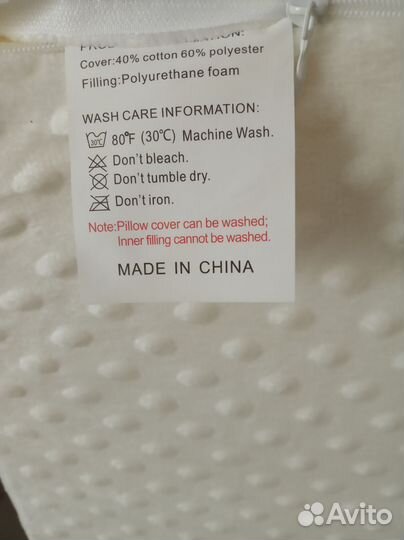 Cover:40% cotton 60% polyester
Filling:Polyurethane foam
WASH CARE INFORMATION:
30℃ 80℉ (30℃) Machine Wash.
Don't bleach.
Don't tumble dry.
Don't iron.
Note:Pillow cover can be washed;
Inner filling cannot be washed.
MADE IN CHINA
Avito